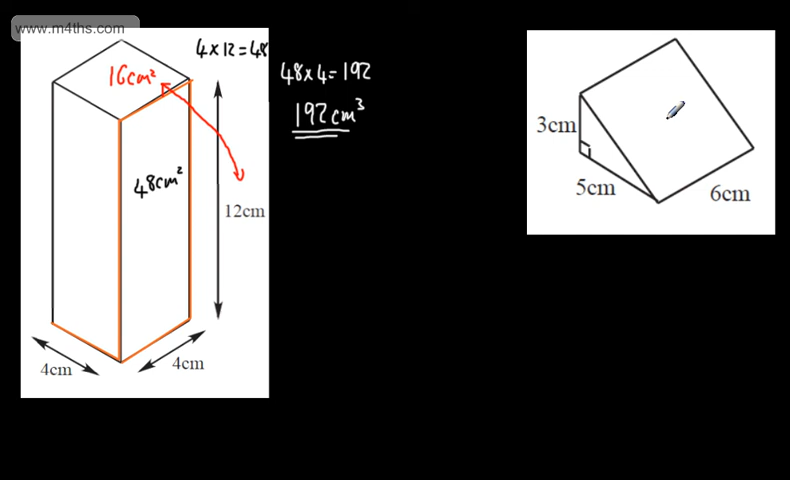 www.m4ths.com
4 x 12 = 48
16cm²
48 x 4 = 192
192cm³
48cm²
12cm
4cm
4cm
3cm
5cm
6cm